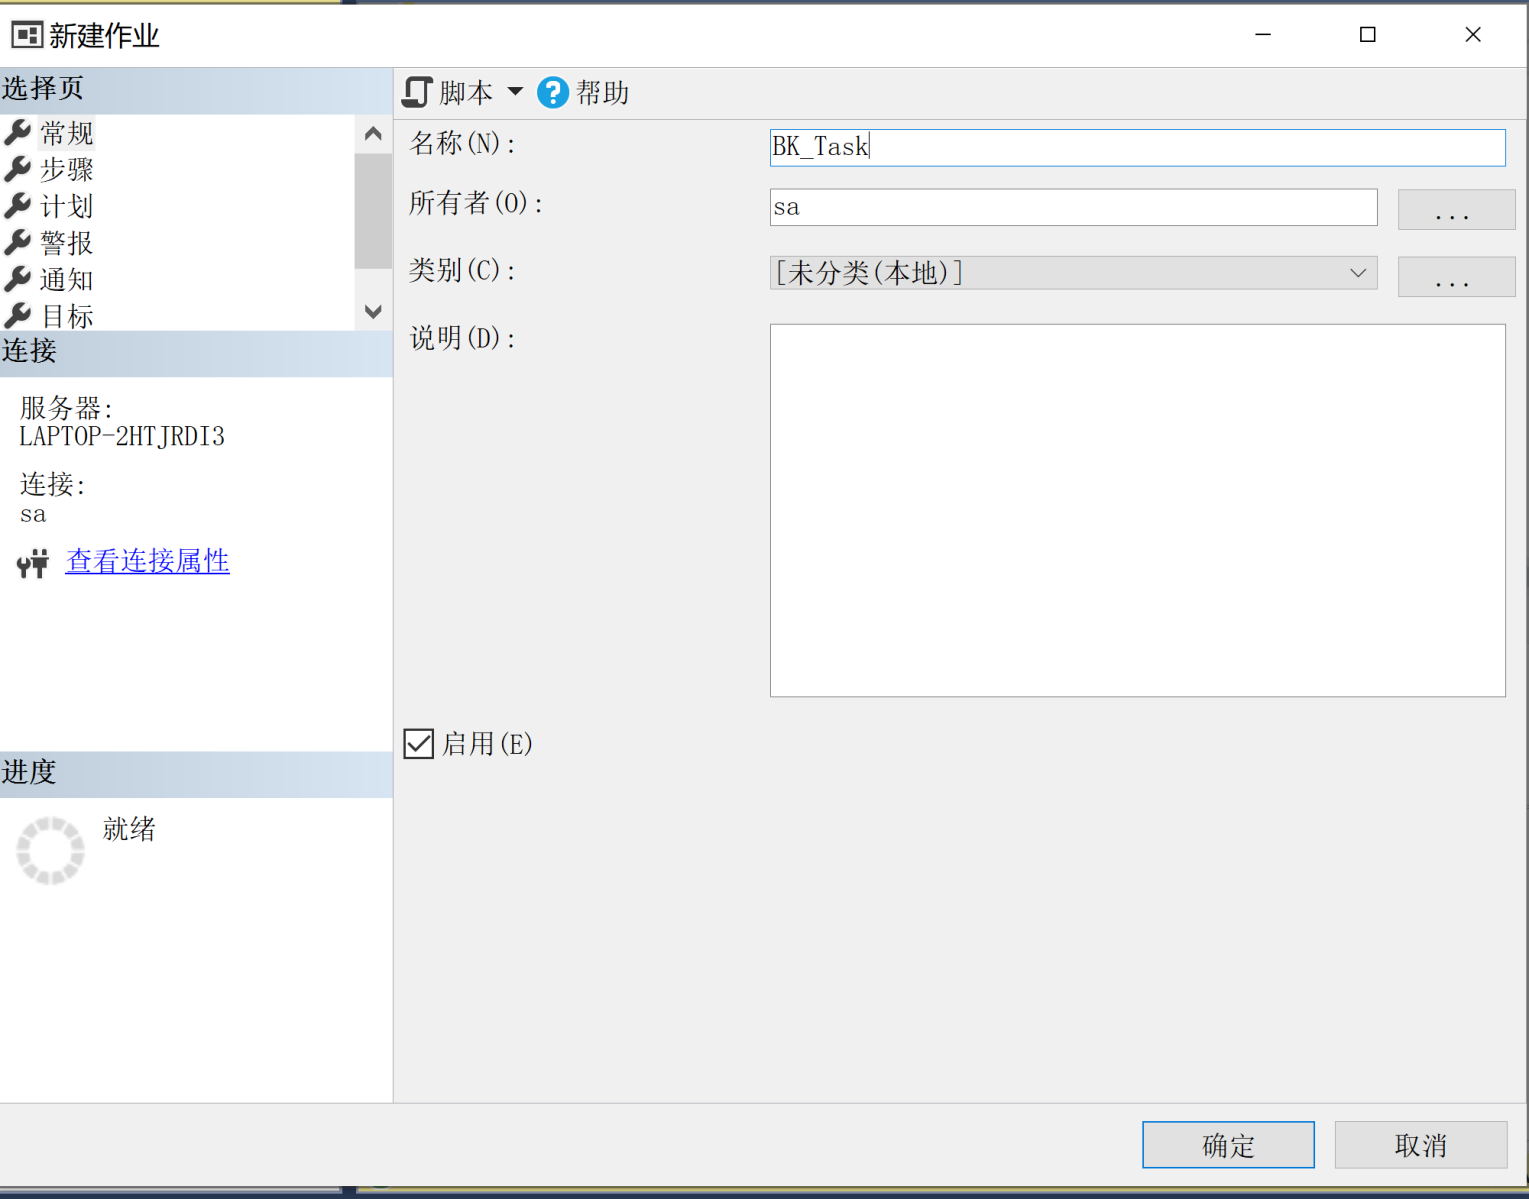 新建作业
选择页
常规
步骤
计划
警报
通知
目标
连接
服务器:
LAPTOP-2HTJRDI3
连接:
sa
查看连接属性
进度
就绪
脚本 帮助
名称(N):
BK_Task
所有者(O):
sa
...
类别(C):
[未分类(本地)]
...
说明(D):
启用(E)
确定
取消